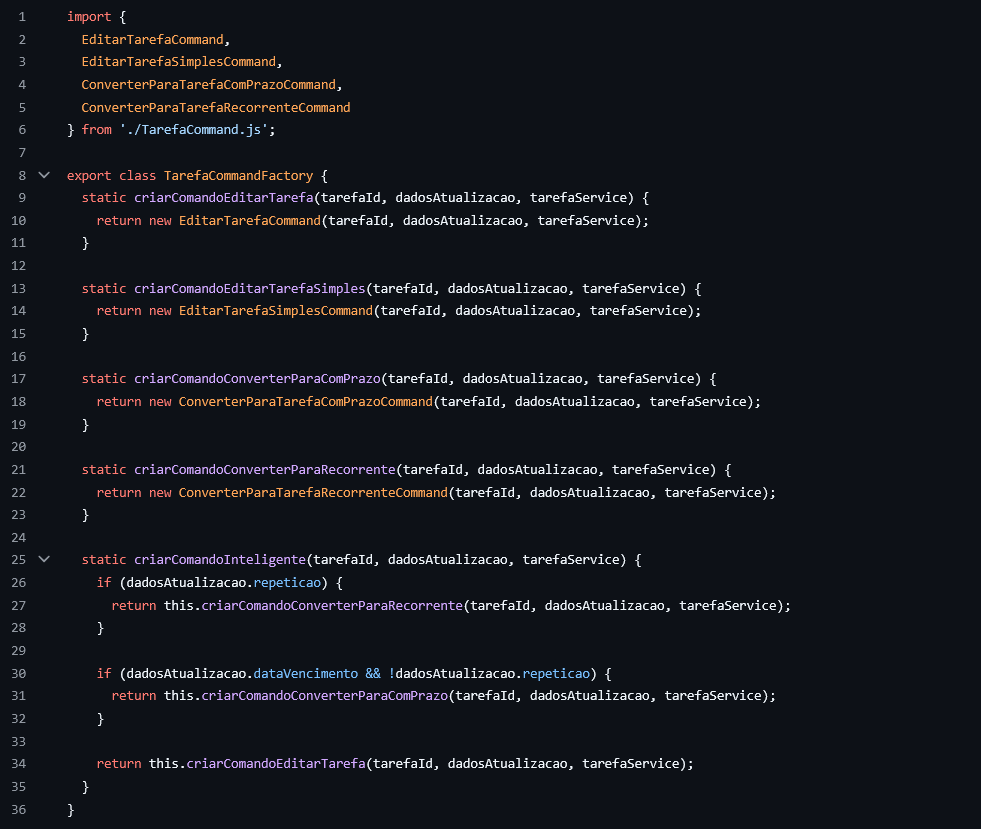 1 import {
2   EditarTarefaCommand,
3   EditarTarefaSimplesCommand,
4   ConverterParaTarefaComPrazoCommand,
5   ConverterParaTarefaRecorrenteCommand
6 } from './TarefaCommand.js';
7
8 export class TarefaCommandFactory {
9   static criarComandoEditarTarefa(tarefaId, dadosAtualizacao, tarefaService) {
10     return new EditarTarefaCommand(tarefaId, dadosAtualizacao, tarefaService);
11   }
12
13   static criarComandoEditarTarefaSimples(tarefaId, dadosAtualizacao, tarefaService) {
14     return new EditarTarefaSimplesCommand(tarefaId, dadosAtualizacao, tarefaService);
15   }
16
17   static criarComandoConverterParaComPrazo(tarefaId, dadosAtualizacao, tarefaService) {
18     return new ConverterParaTarefaComPrazoCommand(tarefaId, dadosAtualizacao, tarefaService);
19   }
20
21   static criarComandoConverterParaRecorrente(tarefaId, dadosAtualizacao, tarefaService) {
22     return new ConverterParaTarefaRecorrenteCommand(tarefaId, dadosAtualizacao, tarefaService);
23   }
24
25   static criarComandoInteligente(tarefaId, dadosAtualizacao, tarefaService) {
26     if (dadosAtualizacao.repeticao) {
27       return this.criarComandoConverterParaRecorrente(tarefaId, dadosAtualizacao, tarefaService);
28     }
29
30     if (dadosAtualizacao.dataVencimento && !dadosAtualizacao.repeticao) {
31       return this.criarComandoConverterParaComPrazo(tarefaId, dadosAtualizacao, tarefaService);
32     }
33
34     return this.criarComandoEditarTarefa(tarefaId, dadosAtualizacao, tarefaService);
35   }
36 }